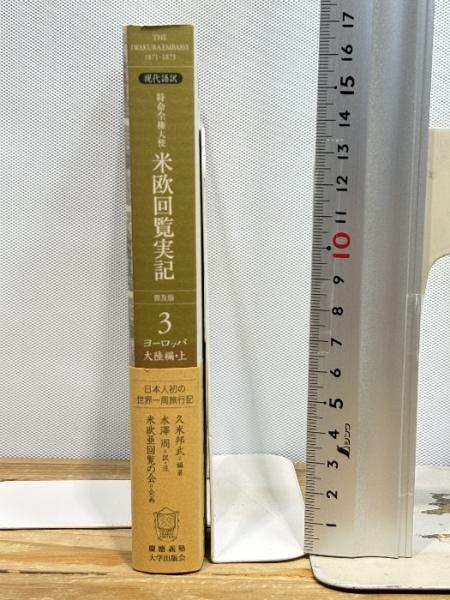 THE
IWAKURA EMBASSY
1871-1873
現代語訳
特命全権大使
米欧回覧実記
普及版
3
ヨーロッパ
大陸編・上
日本人初の
世界一周旅行記
久米邦武 編著
水澤 周 訳・注
米欧亜回覧の会 企画
慶應義塾
大学出版会
17
16
15
14
13
12
11
10
9
8
7
6
5
4
3
2
1
シンワ